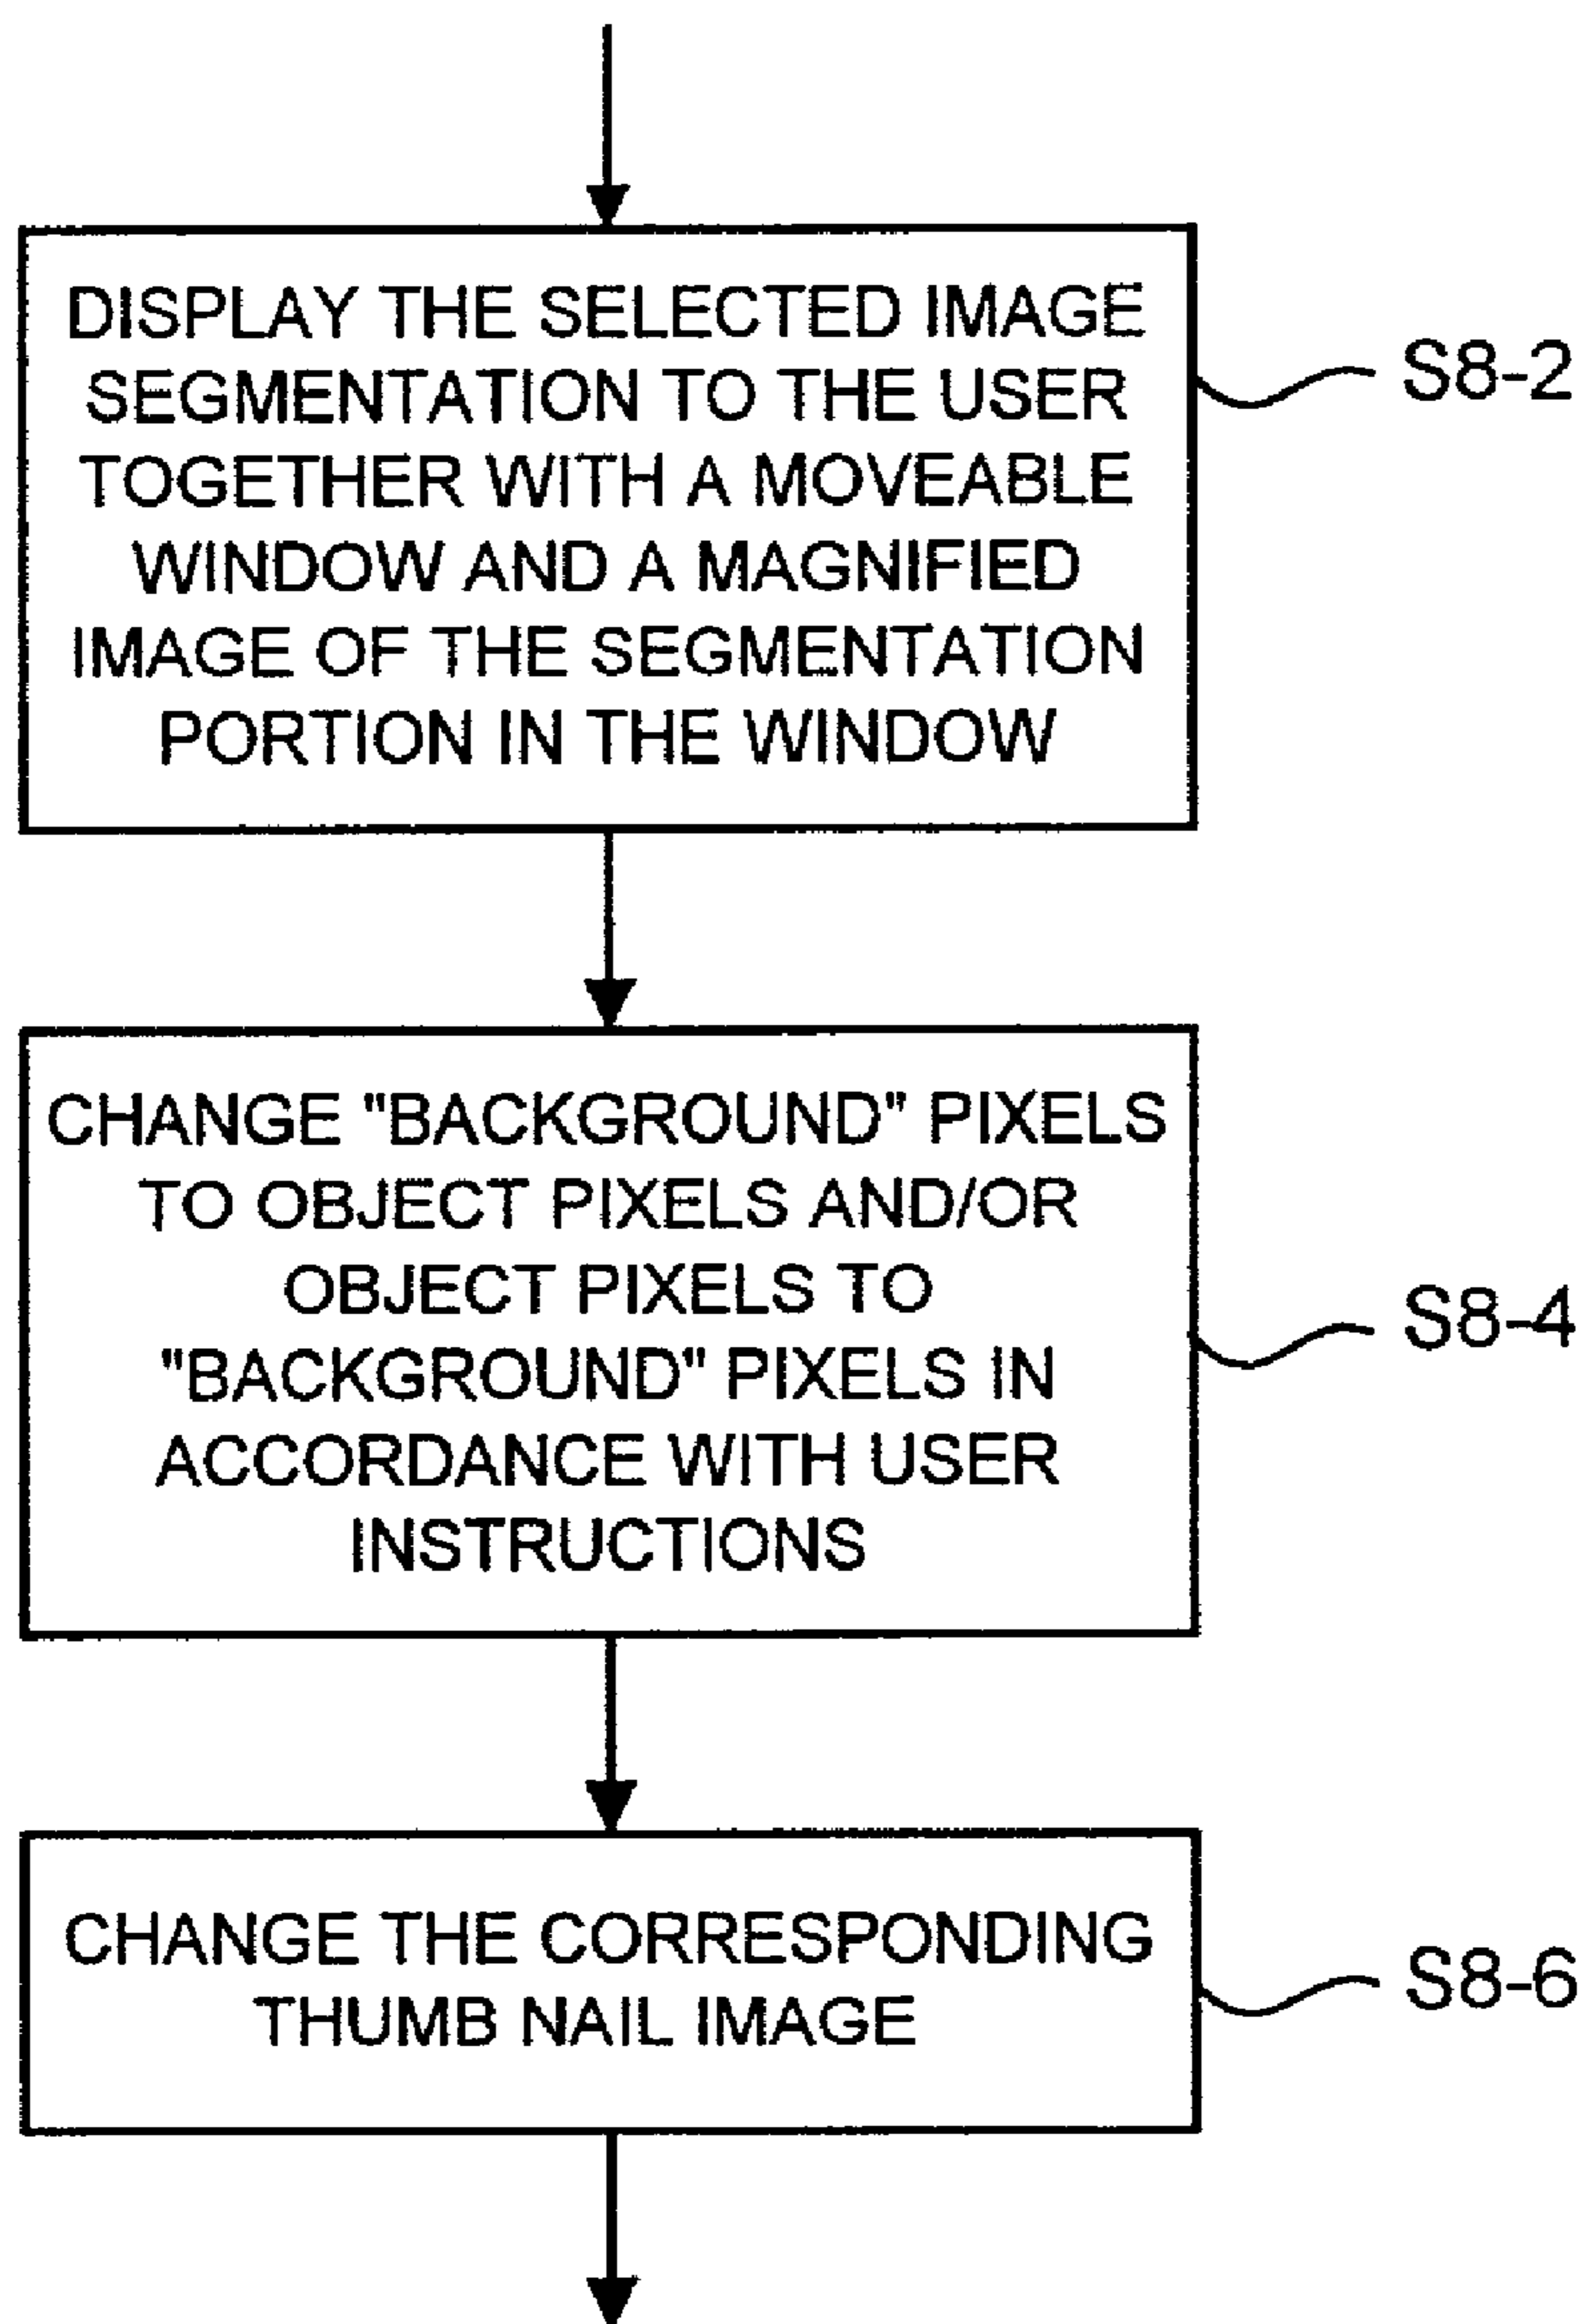 DISPLAY THE SELECTED IMAGE
SEGMENTATION TO THE USER
TOGETHER WITH A MOVEABLE
WINDOW AND A MAGNIFIED
IMAGE OF THE SEGMENTATION
PORTION IN THE WINDOW
S8-2
CHANGE "BACKGROUND" PIXELS
TO OBJECT PIXELS AND/OR
OBJECT PIXELS TO
"BACKGROUND" PIXELS IN
ACCORDANCE WITH USER
INSTRUCTIONS
S8-4
CHANGE THE CORRESPONDING
THUMB NAIL IMAGE
S8-6